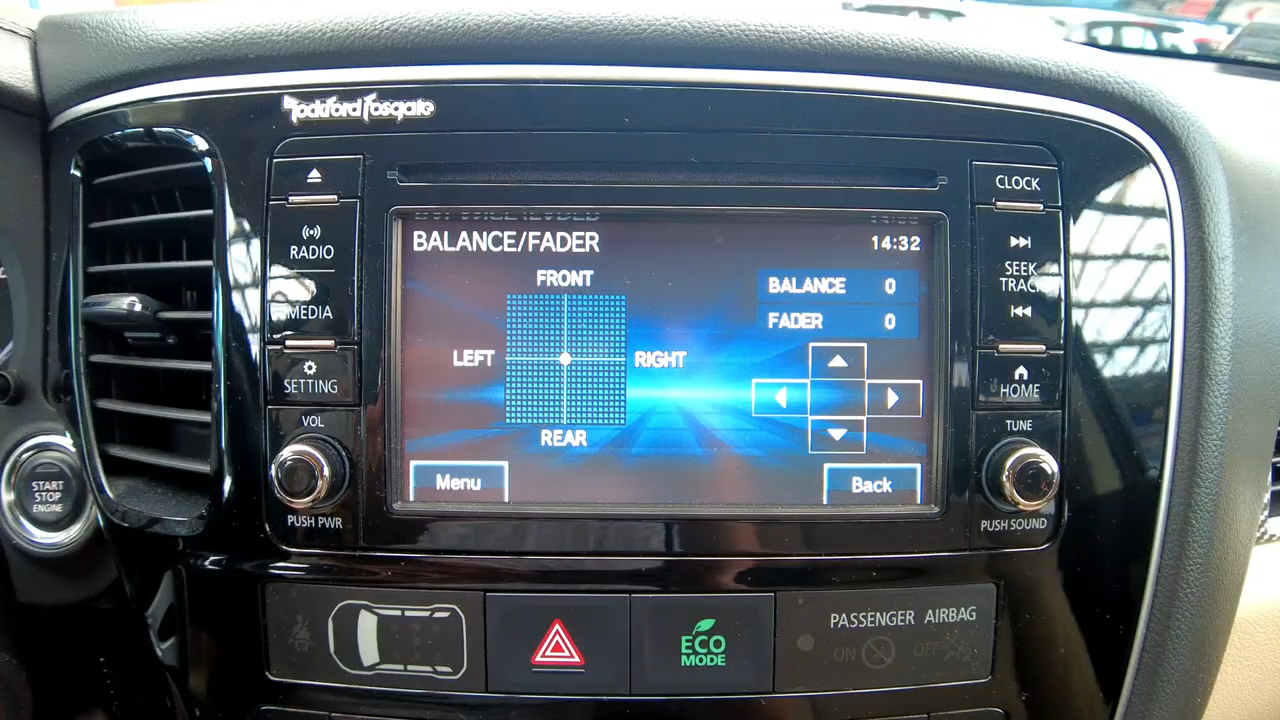 Rockford Fosgate
RADIO
MEDIA
SETTING
VOL
PUSH PWR
START
STOP
ENGINE
BALANCE/FADER
14:32
FRONT
LEFT
RIGHT
REAR
BALANCE 0
FADER 0
Menu
Back
CLOCK
SEEK
TRACK
HOME
TUNE
PUSH SOUND
ECO
MODE
PASSENGER AIRBAG
ON
OFF